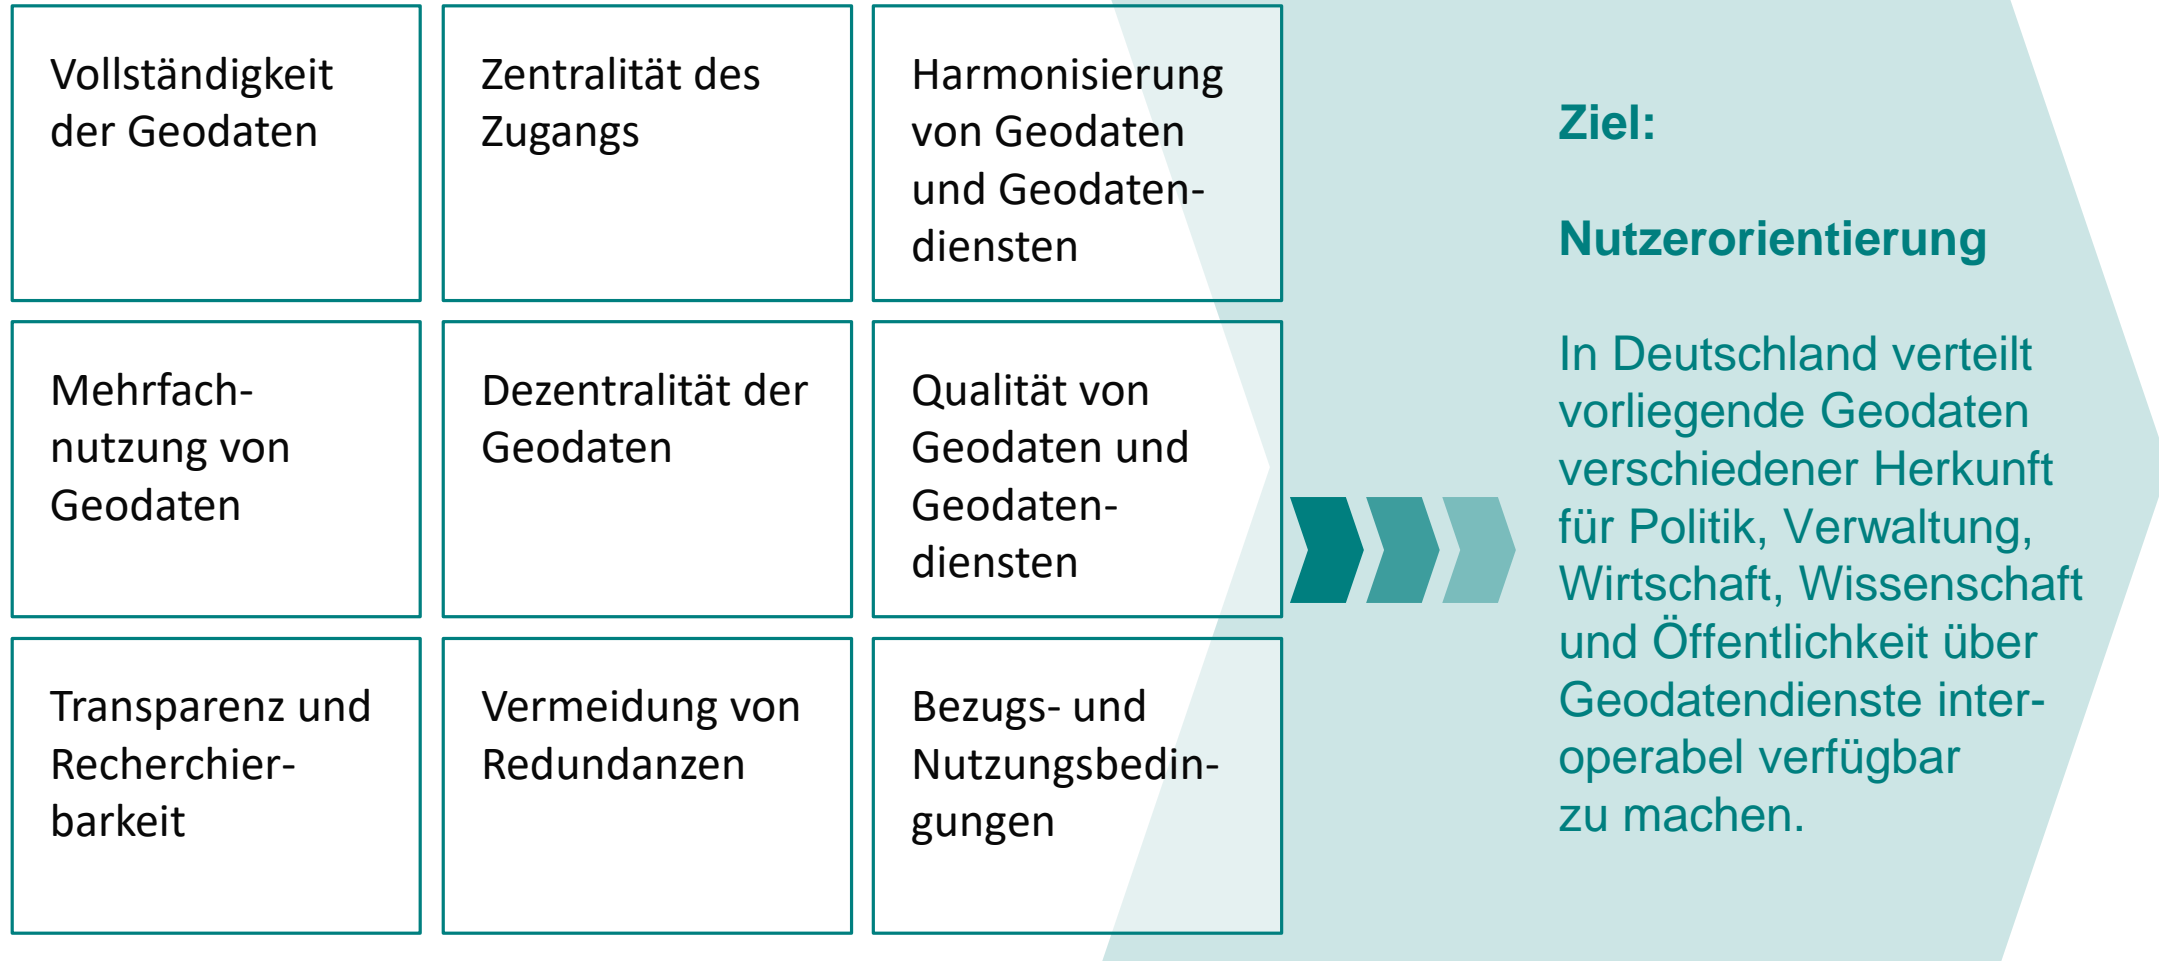 Vollständigkeit
der Geodaten
Zentralität des
Zugangs
Harmonisierung
von Geodaten
und Geodaten-
diensten
Mehrfach-
nutzung von
Geodaten
Dezentralität der
Geodaten
Qualität von
Geodaten und
Geodaten-
diensten
Transparenz und
Recherchier-
barkeit
Vermeidung von
Redundanzen
Bezugs- und
Nutzungsbedin-
gungen
Ziel:
Nutzerorientierung
In Deutschland verteilt
vorliegende Geodaten
verschiedener Herkunft
für Politik, Verwaltung,
Wirtschaft, Wissenschaft
und Öffentlichkeit über
Geodatendienste inter-
operabel verfügbar
zu machen.